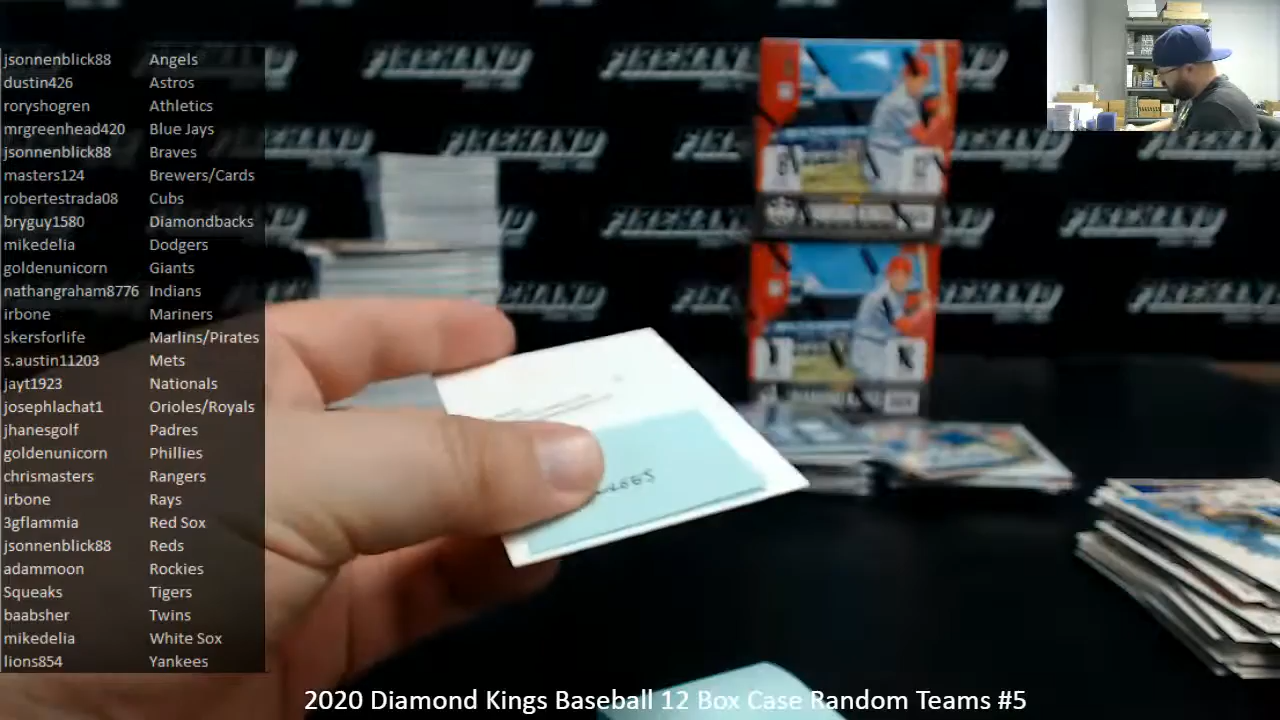 jsonnenblick88 Angels
dustin426 Astros
roryshogren Athletics
mrgreenhead420 Blue Jays
jsonnenblick88 Braves
masters124 Brewers/Cards
robertestrada08 Cubs
bryguy1580 Diamondbacks
mikedelia Dodgers
goldenunicorn Giants
nathangraham8776 Indians
irbone Mariners
skersforlife Marlins/Pirates
s.austin11203 Mets
jayt1923 Nationals
josephlachat1 Orioles/Royals
jhanesgolf Padres
goldenunicorn Phillies
chrismasters Rangers
irbone Rays
3gflammia Red Sox
jsonnenblick88 Reds
adammoon Rockies
Squeaks Tigers
baabsher Twins
mikedelia White Sox
lions854 Yankees
FIREHAND
FIREHAND
FIREHAND
2020 Diamond Kings Baseball 12 Box Case Random Teams #5